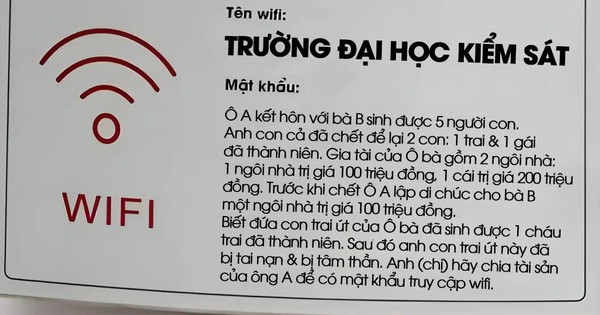 Tên wifi:
TRƯỜNG ĐẠI HỌC KIỂM SÁT
Mật khẩu:
Ô A kết hôn với bà B sinh được 5 người con.
Anh con cả đã chết để lại 2 con: 1 trai & 1 gái
đã thành niên. Gia tài của Ô bà gồm 2 ngôi nhà:
1 ngôi nhà trị giá 100 triệu đồng, 1 cái trị giá 200 triệu
đồng. Trước khi chết Ô A lập di chúc cho bà B
một ngôi nhà trị giá 100 triệu đồng.
Biết đứa con trai út của Ô bà đã sinh được 1 cháu
trai đã thành niên. Sau đó anh con trai út này đã
bị tai nạn & bị tâm thần. Anh (chị) hãy chia tài sản
của ông A để có mật khẩu truy cập wifi.
WIFI